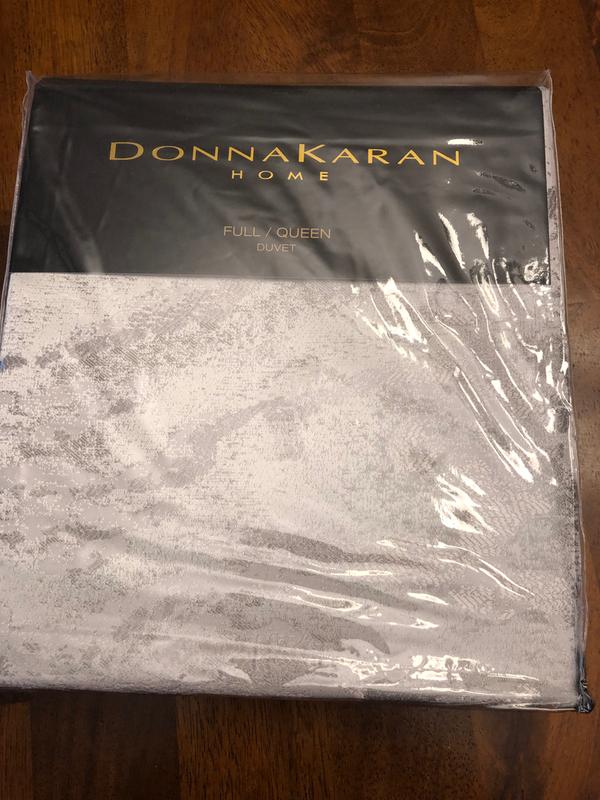 DONNAKARAN
HOME
FULL / QUEEN
DUVET